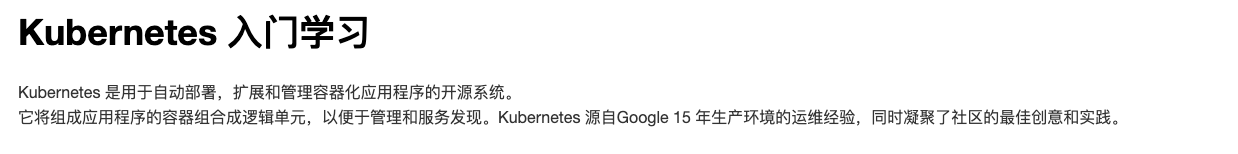 Kubernetes 入门学习
Kubernetes 是用于自动部署，扩展和管理容器化应用程序的开源系统。
它将组成应用程序的容器组合成逻辑单元，以便于管理和服务发现。Kubernetes 源自Google 15 年生产环境的运维经验，同时凝聚了社区的最佳创意和实践。